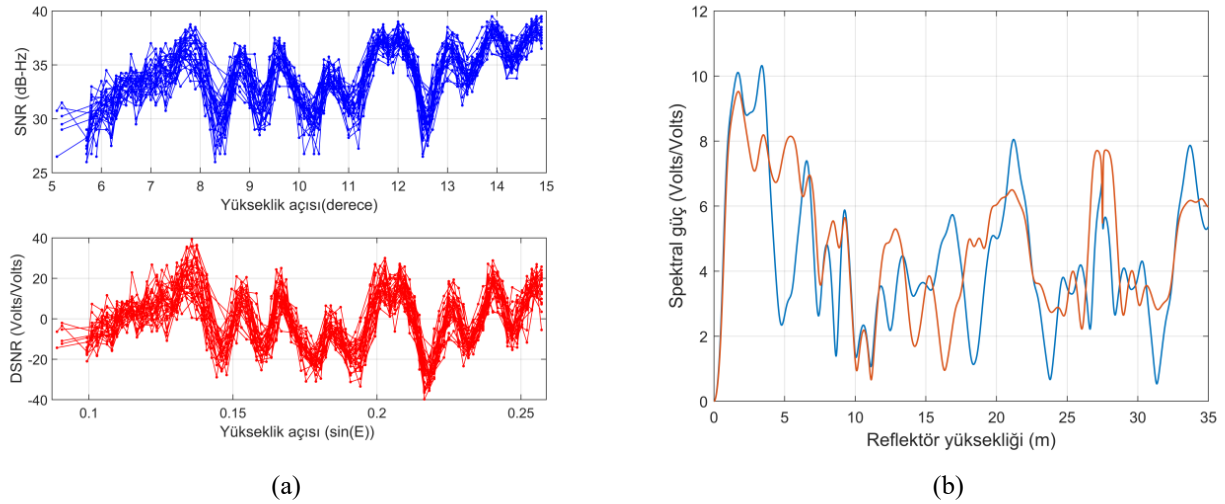 40
35
30
25
SNR (dB-Hz)
5 6 7 8 9 10 11 12 13 14 15
Yükseklik açısı(derece)
40
20
0
-20
-40
DSNR (Volts/Volts)
0.1 0.15 0.2 0.25
Yükseklik açısı (sin(E))
(a)
12
10
8
6
4
2
0
Spektral güç (Volts/Volts)
0 5 10 15 20 25 30 35
Reflektör yüksekliği (m)
(b)